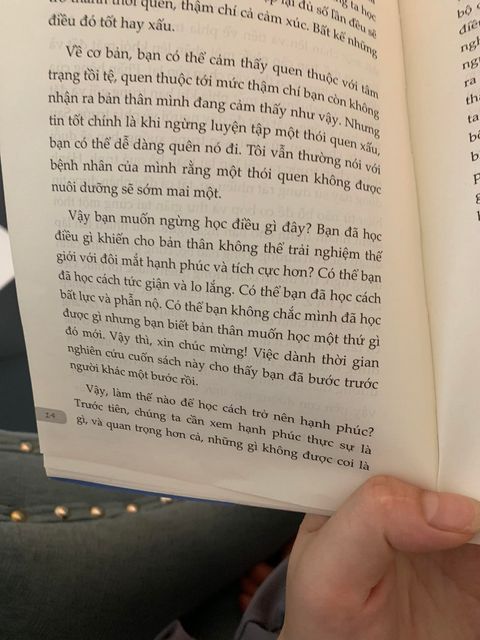 thành thói quen, thậm chí cả cảm xúc. Bất kể những
điều đó tốt hay xấu.
Về cơ bản, bạn có thể cảm thấy quen thuộc với tâm
trạng tồi tệ, quen thuộc tới mức thậm chí bạn còn không
nhận ra bản thân mình đang cảm thấy như vậy. Nhưng
tin tốt chính là khi ngừng luyện tập một thói quen xấu,
bạn có thể dễ dàng quên nó đi. Tôi vẫn thường nói với
bệnh nhân của mình rằng một thói quen không được
nuôi dưỡng sẽ sớm mai một.
Vậy bạn muốn ngừng học điều gì đây? Bạn đã học
điều gì khiến cho bản thân không thể trải nghiệm thế
giới với đôi mắt hạnh phúc và tích cực hơn? Có thể bạn
đã học cách tức giận và lo lắng. Có thể bạn đã học cách
bất lực và phẫn nộ. Có thể bạn không chắc mình đã học
được gì nhưng bạn biết bản thân muốn học một thứ gì
đó mới. Vậy thì, xin chúc mừng! Việc dành thời gian
nghiên cứu cuốn sách này cho thấy bạn đã bước trước
người khác một bước rồi.
Vậy, làm thế nào để học cách trở nên hạnh phúc?
Trước tiên, chúng ta cần xem hạnh phúc thực sự là
gì, và quan trọng hơn cả, những gì không được coi là
14